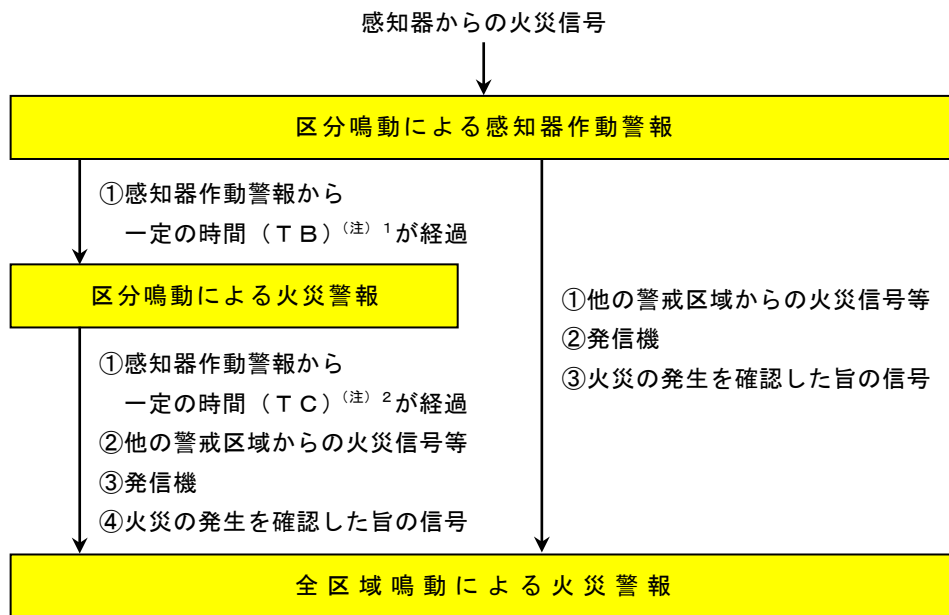 感知器からの火災信号
区分鳴動による感知器作動警報
①感知器作動警報から
一定の時間（ＴＢ）（注）１が経過
区分鳴動による火災警報
①感知器作動警報から
一定の時間（ＴＣ）（注）２が経過
②他の警戒区域からの火災信号等
③発信機
④火災の発生を確認した旨の信号
①他の警戒区域からの火災信号等
②発信機
③火災の発生を確認した旨の信号
全区域鳴動による火災警報